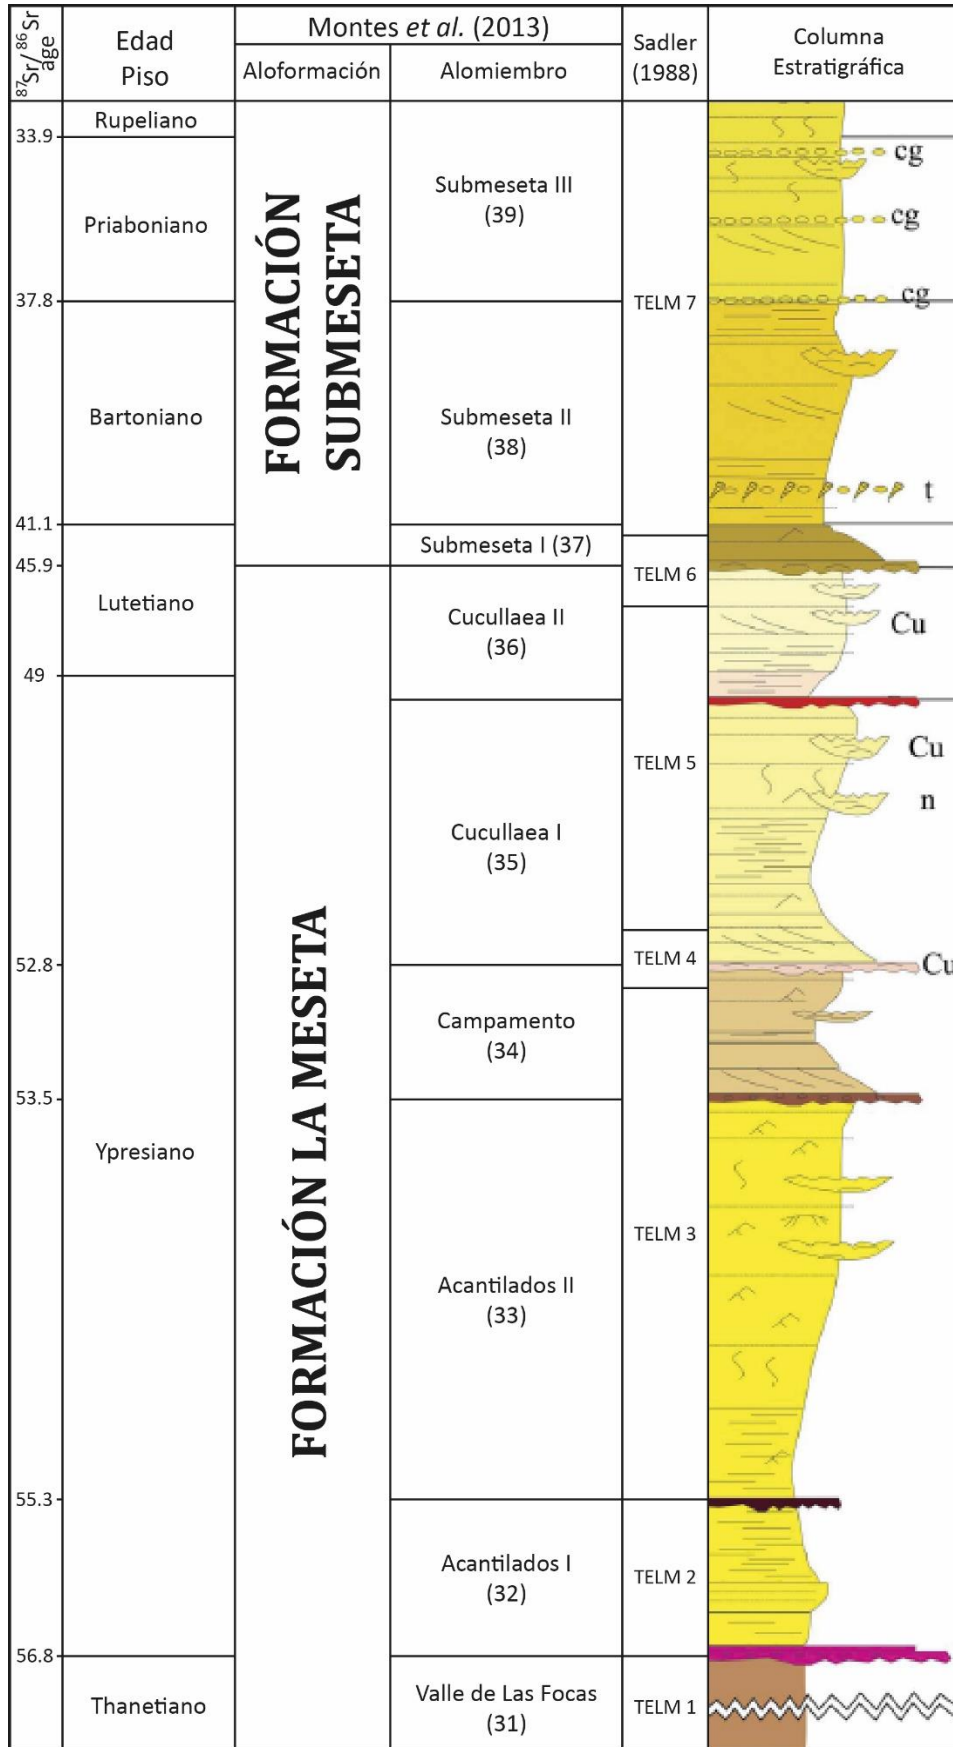 87Sr/86Sr age
Edad
Piso
Montes et al. (2013)
Aloformación
Alomiembro
Sadler
(1988)
Columna
Estratigráfica
33.9
37.8
41.1
45.9
49
52.8
53.5
55.3
56.8
Rupeliano
Priaboniano
Bartoniano
Lutetiano
Ypresiano
Thanetiano
FORMACIÓN
SUBMESETA
FORMACIÓN LA MESETA
Submeseta III
(39)
Submeseta II
(38)
Submeseta I (37)
Cucullaea II
(36)
Cucullaea I
(35)
Campamento
(34)
Acantilados II
(33)
Acantilados I
(32)
Valle de Las Focas
(31)
TELM 7
TELM 6
TELM 5
TELM 4
TELM 3
TELM 2
TELM 1
cg
cg
cg
t
Cu
Cu
n
Cu